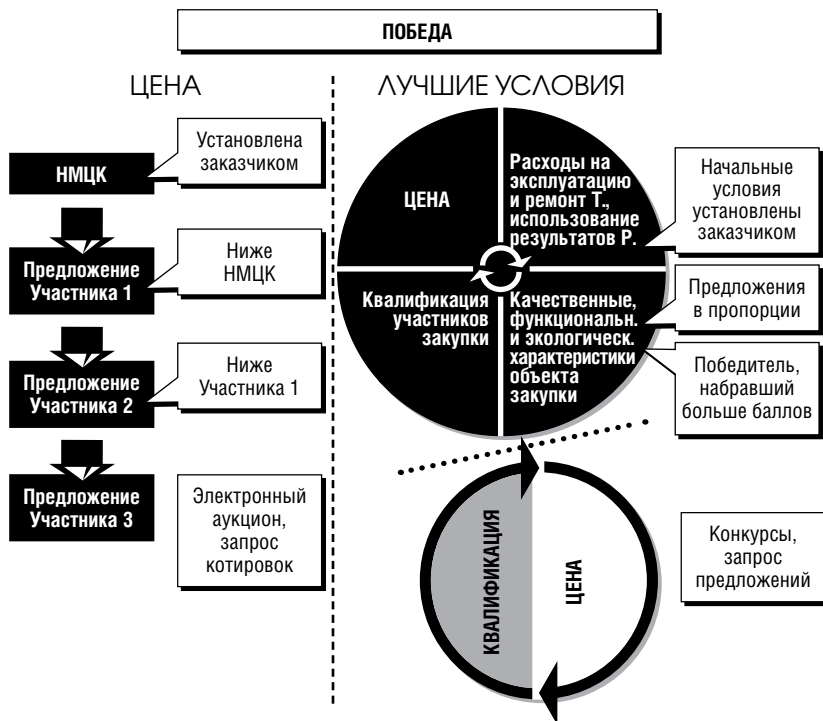 ПОБЕДА
ЦЕНА
НМЦК
Установлена
заказчиком
Предложение
Участника 1
Ниже
НМЦК
Предложение
Участника 2
Ниже
Участника 1
Предложение
Участника 3
Электронный
аукцион,
запрос
котировок
ЛУЧШИЕ УСЛОВИЯ
ЦЕНА
Расходы на
эксплуатацию
и ремонт Т.,
использование
результатов Р.
Квалификация
участников
закупки
Качественные,
функциональн.
и экологическ.
характеристики
объекта
закупки
Начальные
условия
установлены
заказчиком
Предложения
в пропорции
Победитель,
набравший
больше баллов
КВАЛИФИКАЦИЯ
ЦЕНА
Конкурсы,
запрос
предложений